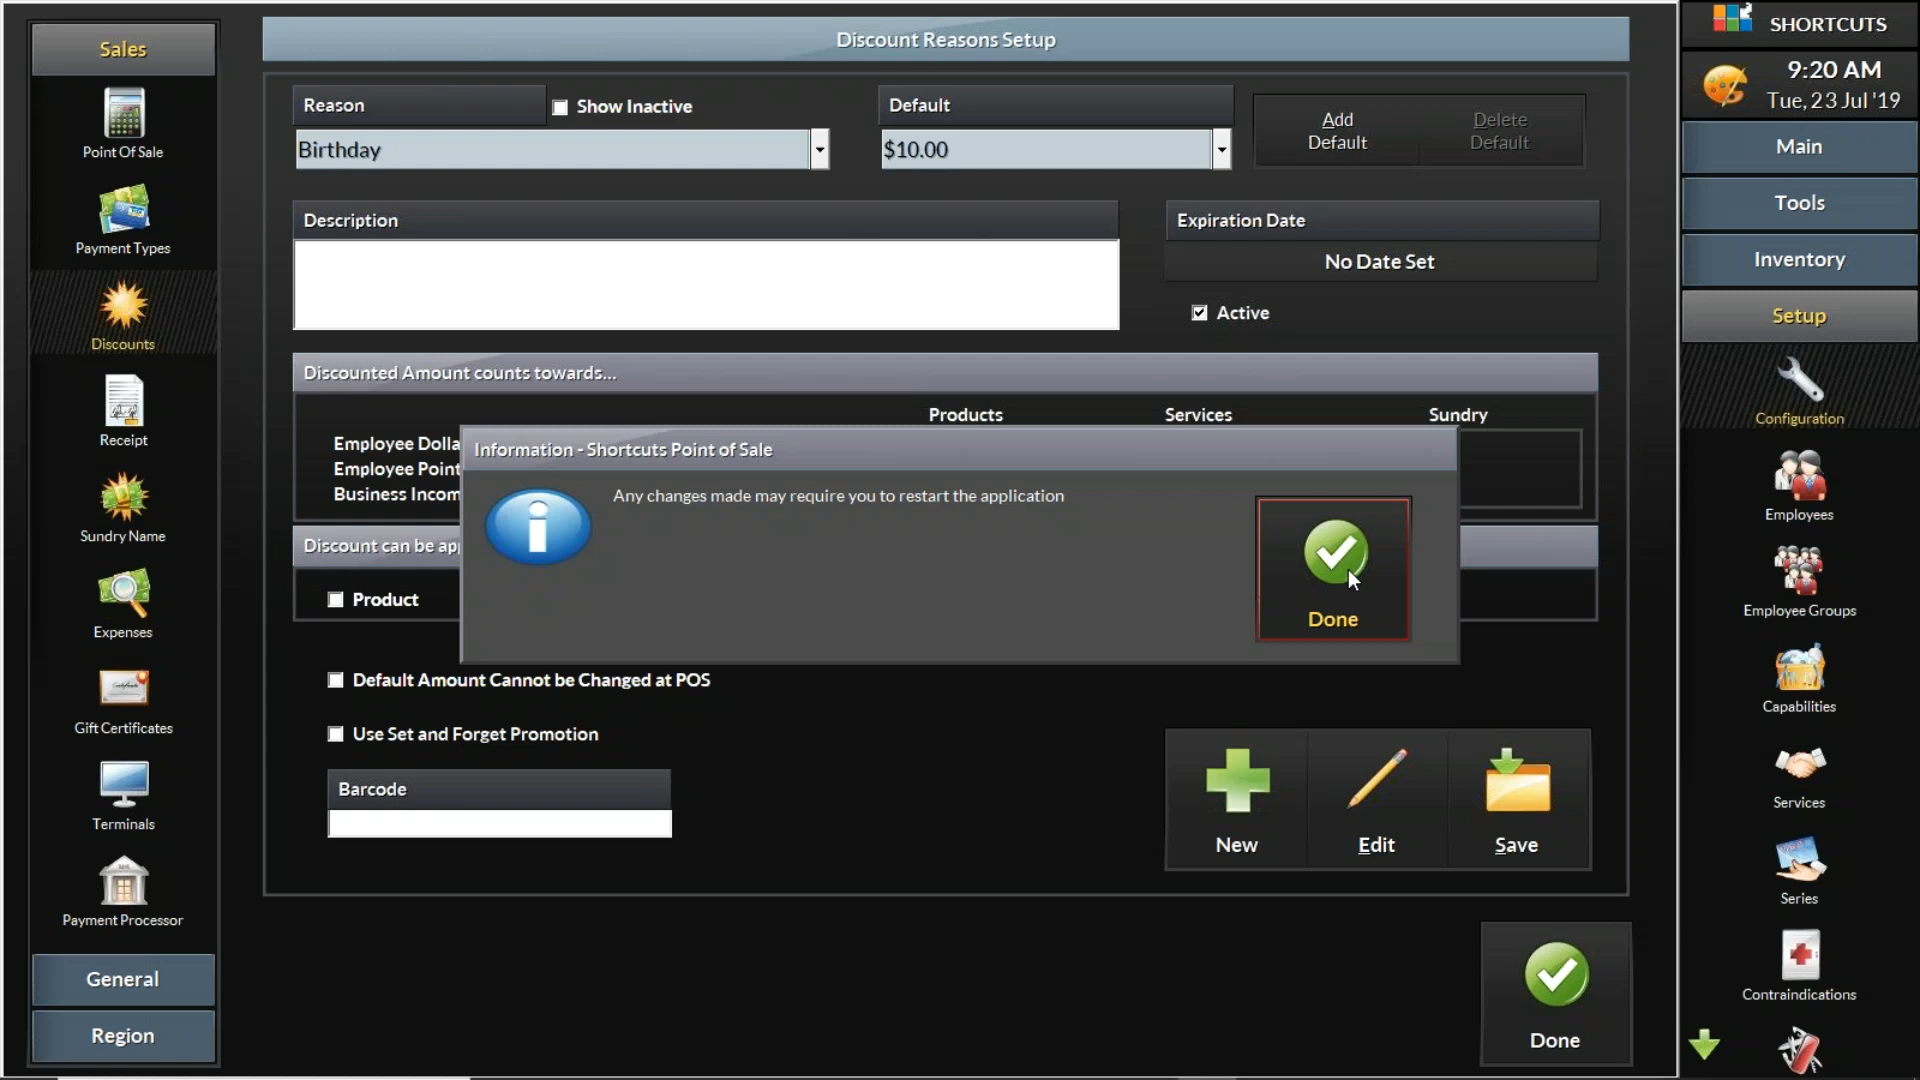 Sales
Point Of Sale
Payment Types
Discounts
Receipt
Sundry Name
Expenses
Gift Certificates
Terminals
Payment Processor
General
Region
Discount Reasons Setup
Reason
Show Inactive
Default
Birthday
$10.00
Add
Default
Delete
Default
Description
Expiration Date
No Date Set
Active
Discounted Amount counts towards...
Products Services Sundry
Employee Dolla
Employee Point
Business Incom
Information - Shortcuts Point of Sale
Any changes made may require you to restart the application
Done
Discount can be ap
Product
Default Amount Cannot be Changed at POS
Use Set and Forget Promotion
Barcode
New
Edit
Save
Done
SHORTCUTS
9:20 AM
Tue, 23 Jul '19
Main
Tools
Inventory
Setup
Configuration
Employees
Employee Groups
Capabilities
Services
Series
Contraindications